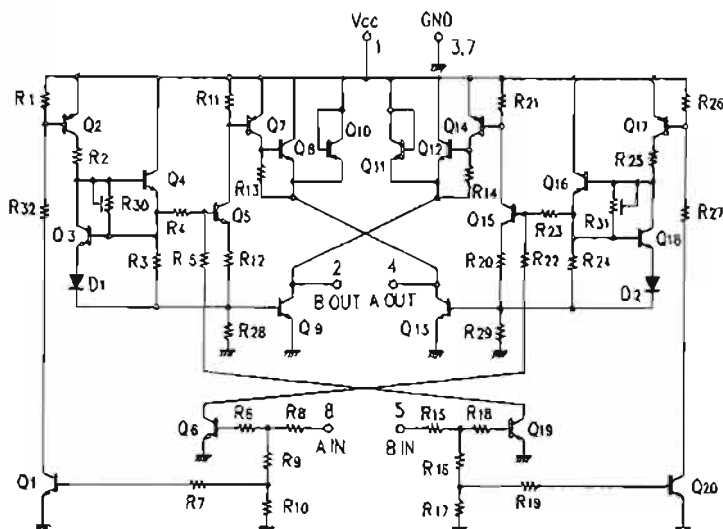 Vcc GND
1 3,7
R1 R11 R21 R26
Q2 Q7 Q8 Q10 Q11 Q12 Q14 Q17
R2 R25
Q4 R13 R14 Q16
R32 R30 R4 Q5 Q15 R23 R31 R27
Q3 R3 R5 R12 R20 R22 R24 Q18
D1 2 4 D2
B OUT A OUT
R28 Q9 Q13 R29
Q6 R6 R8 8 5 R15 R18 Q19
A IN B IN
R9 R16
Q1 R7 R10 R17 R19 Q20